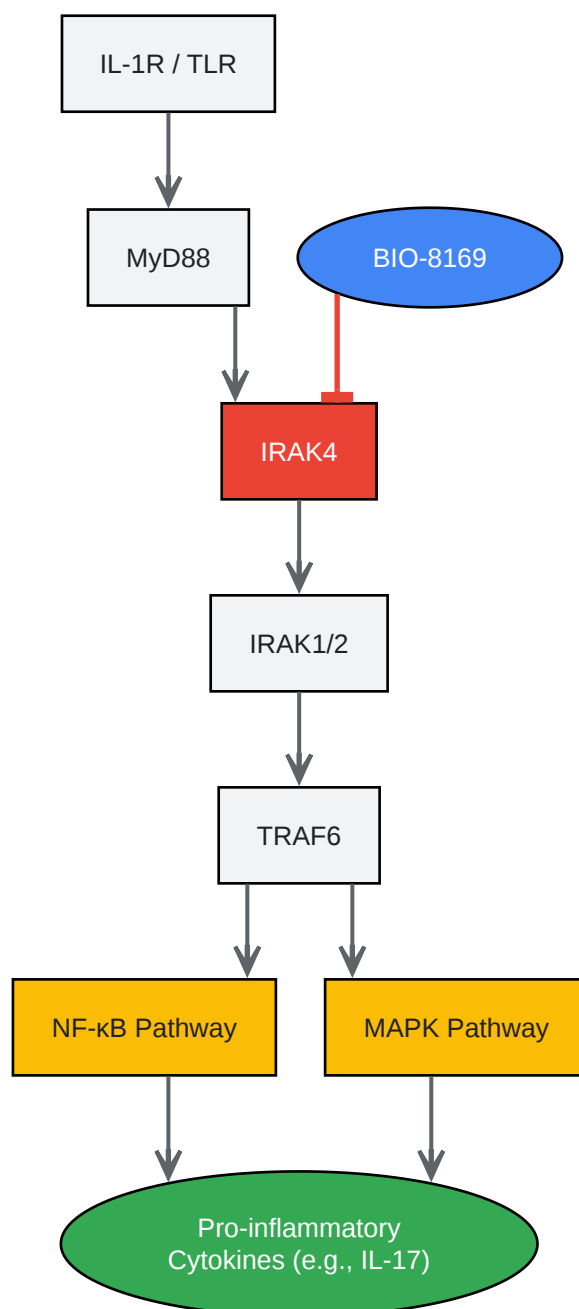 IL-1R / TLR
MyD88
BIO-8169
IRAK4
IRAK1/2
TRAF6
NF-κB Pathway
MAPK Pathway
Pro-inflammatory
Cytokines (e.g., IL-17)